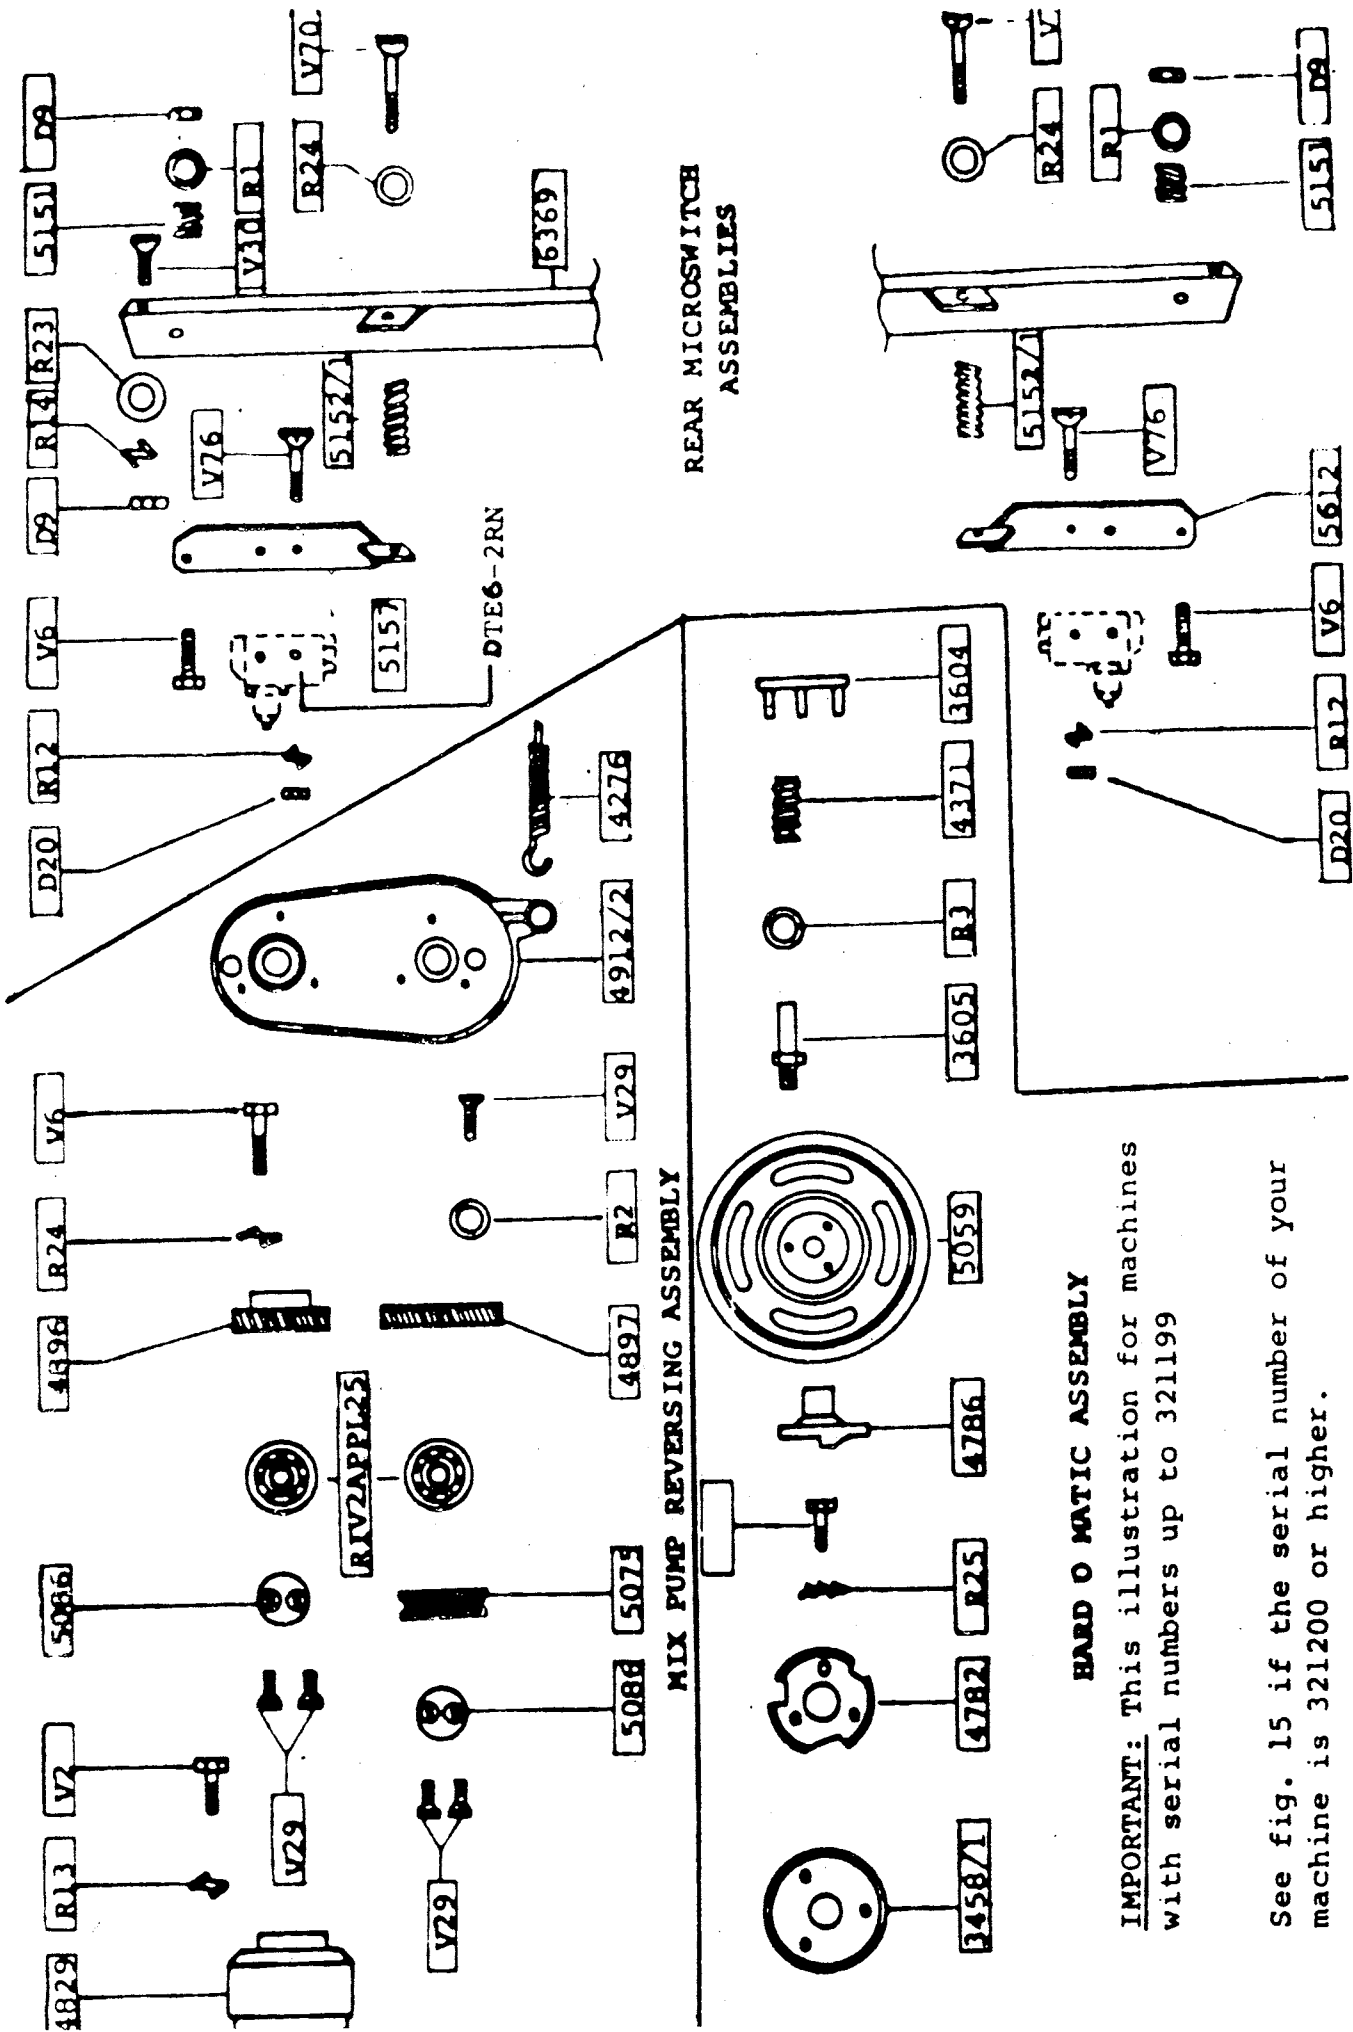 4829
R13
V2
5086
4896
R24
V6
D20
R12
V6
D9
R14
R23
5151
D9
V29
V76
V30
R1
V70
R24
5152/1
RIV2APPL25
5157
DTE6-2RN
6369
V29
5086
5075
4897
R2
V29
4912/2
4276
MIX PUMP REVERSING ASSEMBLY
REAR MICROSWITCH
ASSEMBLIES
3458/1
4782
R25
4786
5059
3605
R3
4371
3604
5152/1
R24
R1
V76
D20
R12
V6
5612
5151
D9
HARD O MATIC ASSEMBLY
IMPORTANT: This illustration for machines
with serial numbers up to 321199
See fig. 15 if the serial number of your
machine is 321200 or higher.